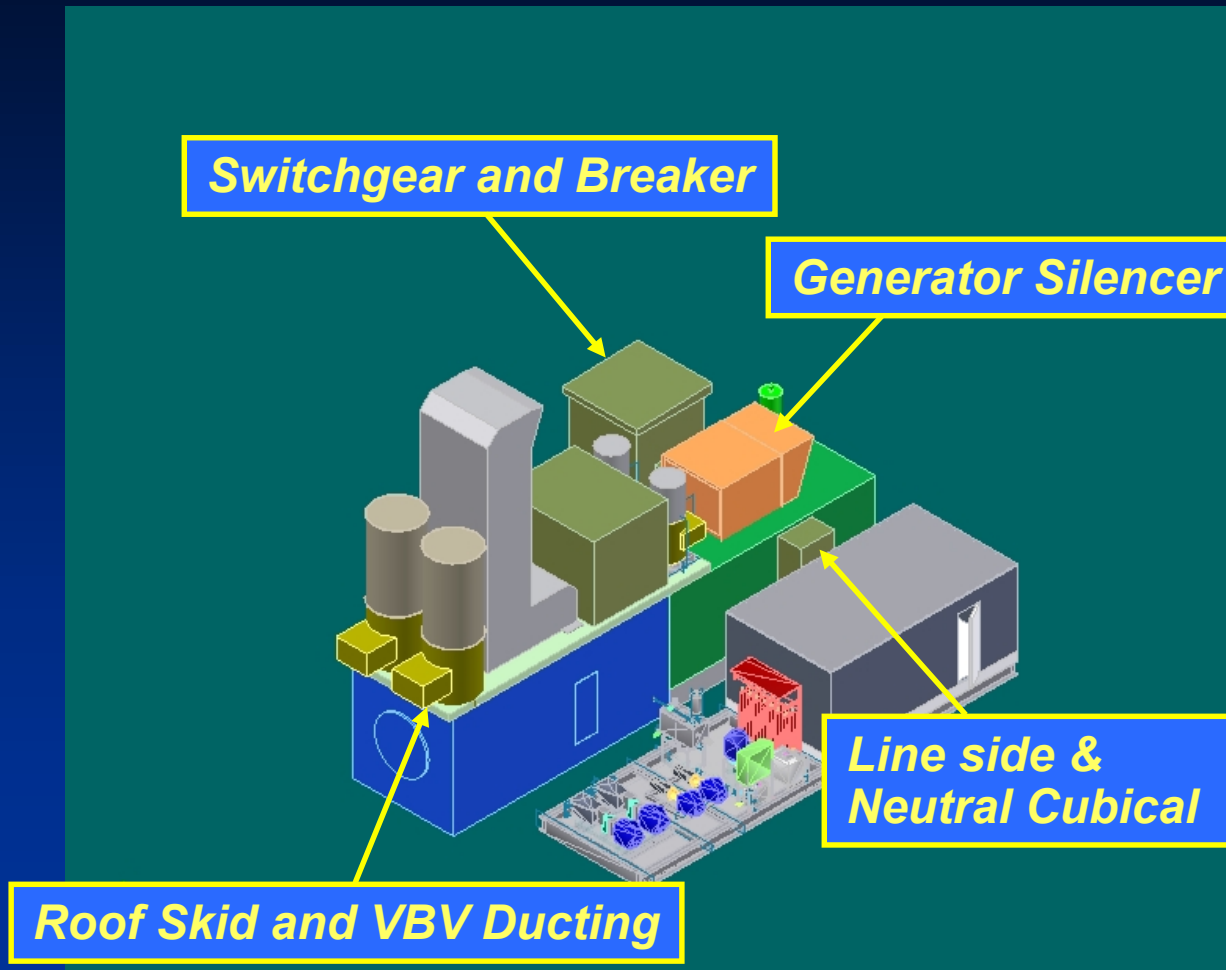 Switchgear and Breaker
Generator Silencer
Line side &
Neutral Cubical
Roof Skid and VBV Ducting